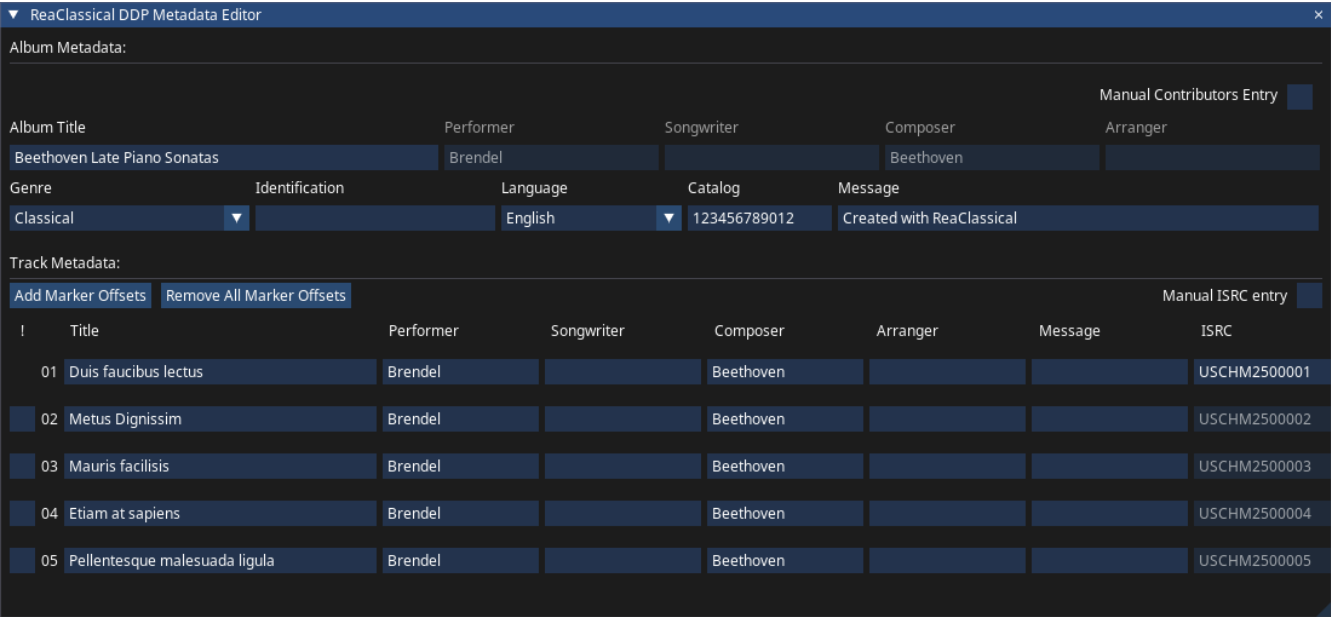 ReaClassical DDP Metadata Editor
Album Metadata:
Manual Contributors Entry
Album Title Performer Songwriter Composer Arranger
Beethoven Late Piano Sonatas Brendel Beethoven
Genre Identification Language Catalog Message
Classical English 123456789012 Created with ReaClassical
Track Metadata:
Add Marker Offsets Remove All Marker Offsets Manual ISRC entry
! Title Performer Songwriter Composer Arranger Message ISRC
01 Duis faucibus lectus Brendel Beethoven USCHM2500001
02 Metus Dignissim Brendel Beethoven USCHM2500002
03 Mauris facilisis Brendel Beethoven USCHM2500003
04 Etiam at sapiens Brendel Beethoven USCHM2500004
05 Pellentesque malesuada ligula Brendel Beethoven USCHM2500005